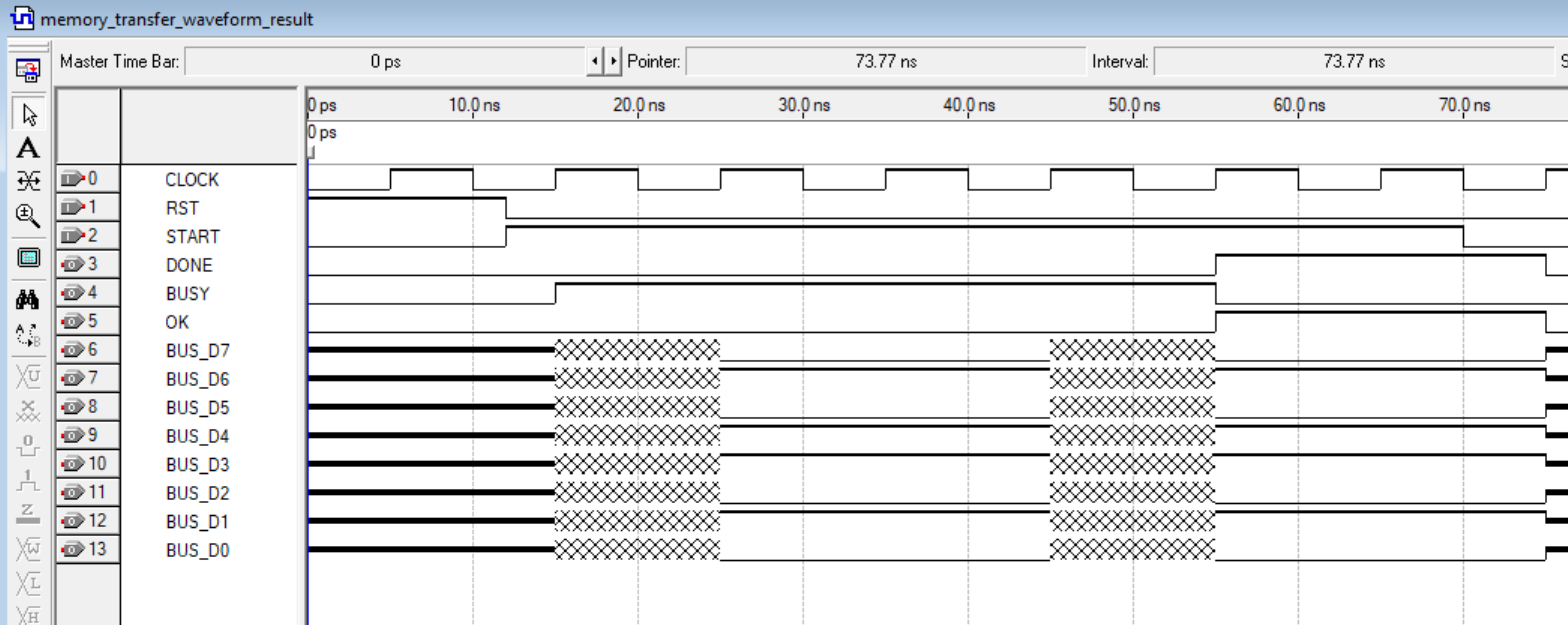 memory_transfer_waveform_result
Master Time Bar: 0 ps Pointer: 73.77 ns Interval: 73.77 ns S
0 ps 10.0 ns 20.0 ns 30.0 ns 40.0 ns 50.0 ns 60.0 ns 70.0 ns
0 ps
A
0 CLOCK
1 RST
2 START
3 DONE
4 BUSY
5 OK
6 BUS_D7
7 BUS_D6
8 BUS_D5
9 BUS_D4
10 BUS_D3
11 BUS_D2
12 BUS_D1
13 BUS_D0